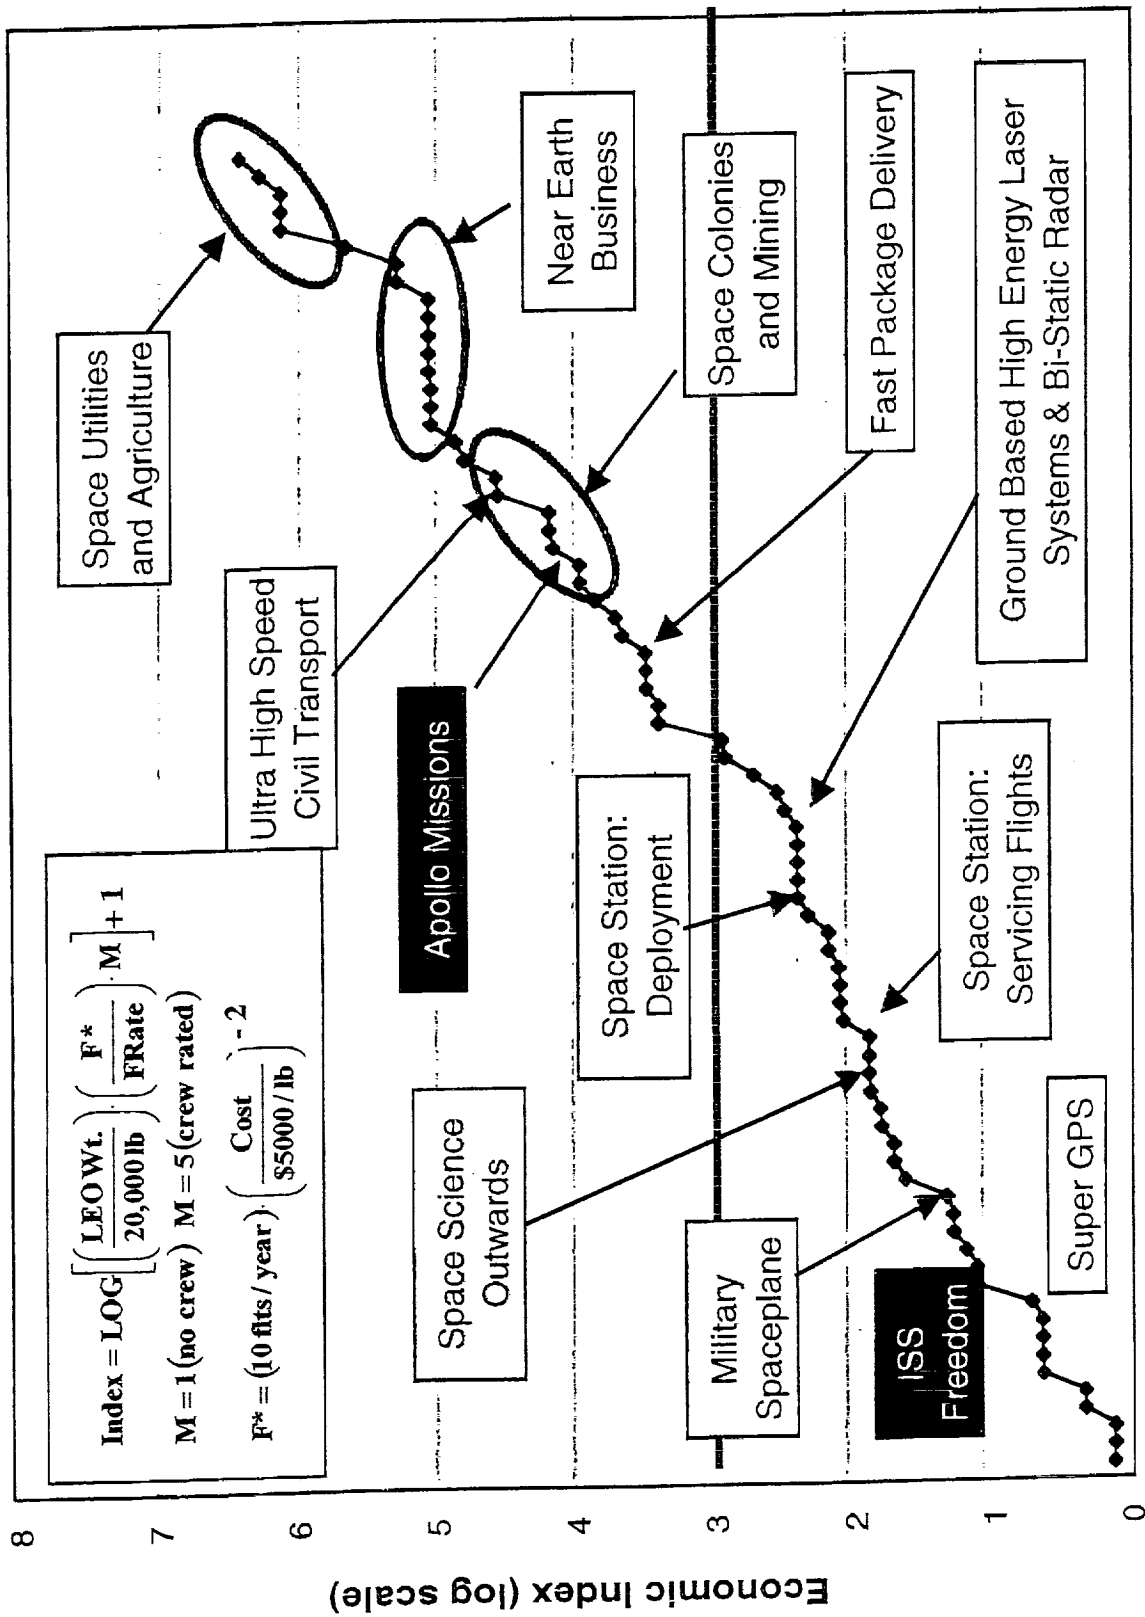 Index = LOG[(LEO Wt. / 20,000 lb) · (F* / FRate) · M] + 1
M = 1(no crew) M = 5(crew rated)
F* = (10 flts / year) · (Cost / $5000 / lb) - 2
Space Utilities
and Agriculture
Ultra High Speed
Civil Transport
Apollo Missions
Near Earth
Business
Space Colonies
and Mining
Fast Package Delivery
Ground Based High Energy Laser
Systems & Bi-Static Radar
Space Station:
Deployment
Space Station:
Servicing Flights
Space Science
Outwards
Military
Spaceplane
ISS
Freedom
Super GPS
Economic Index (log scale)
8
7
6
5
4
3
2
1
0